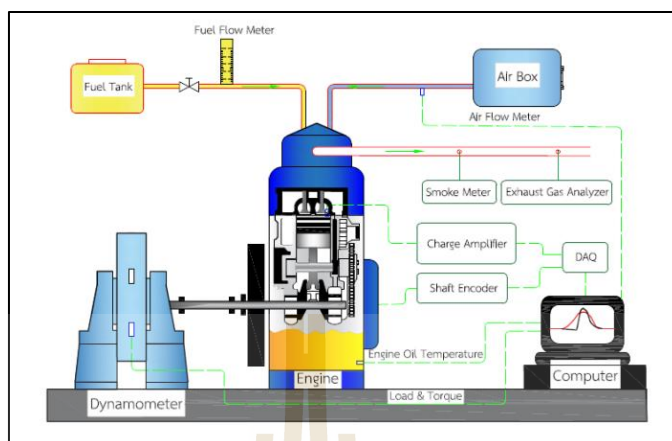 Fuel Flow Meter
Fuel Tank
Air Box
Air Flow Meter
Smoke Meter
Exhaust Gas Analyzer
Charge Amplifier
DAQ
Shaft Encoder
Engine Oil Temperature
Engine
Computer
Dynamometer
Load & Torque